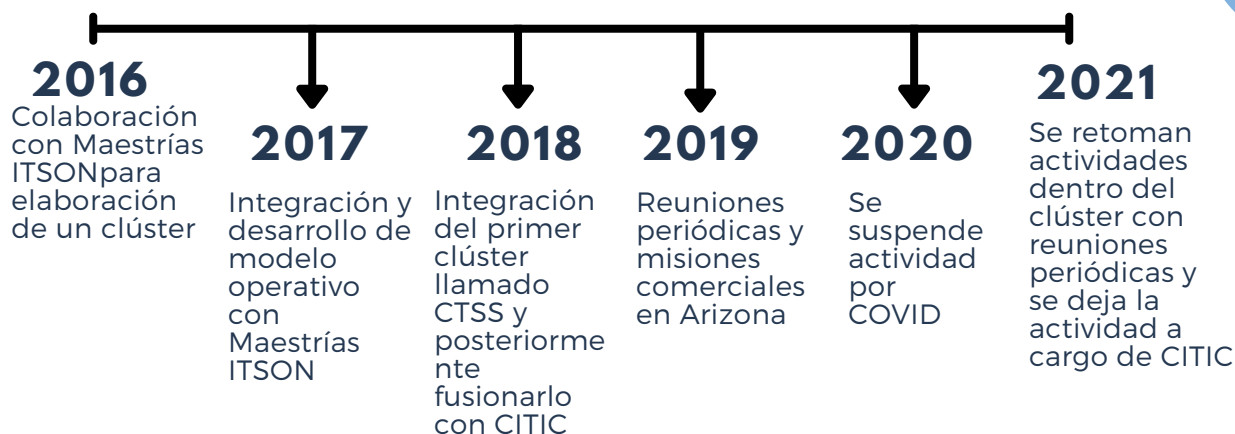 2016
Colaboración
con Maestrías
ITSONpara
elaboración
de un clúster
2017
Integración y
desarrollo de
modelo
operativo
con
Maestrías
ITSON
2018
Integración
del primer
clúster
llamado
CTSS y
posteriorme
nte
fusionarlo
con CITIC
2019
Reuniones
periódicas y
misiones
comerciales
en Arizona
2020
Se
suspende
actividad
por
COVID
2021
Se retoman
actividades
dentro del
clúster con
reuniones
periódicas y
se deja la
actividad a
cargo de CITIC